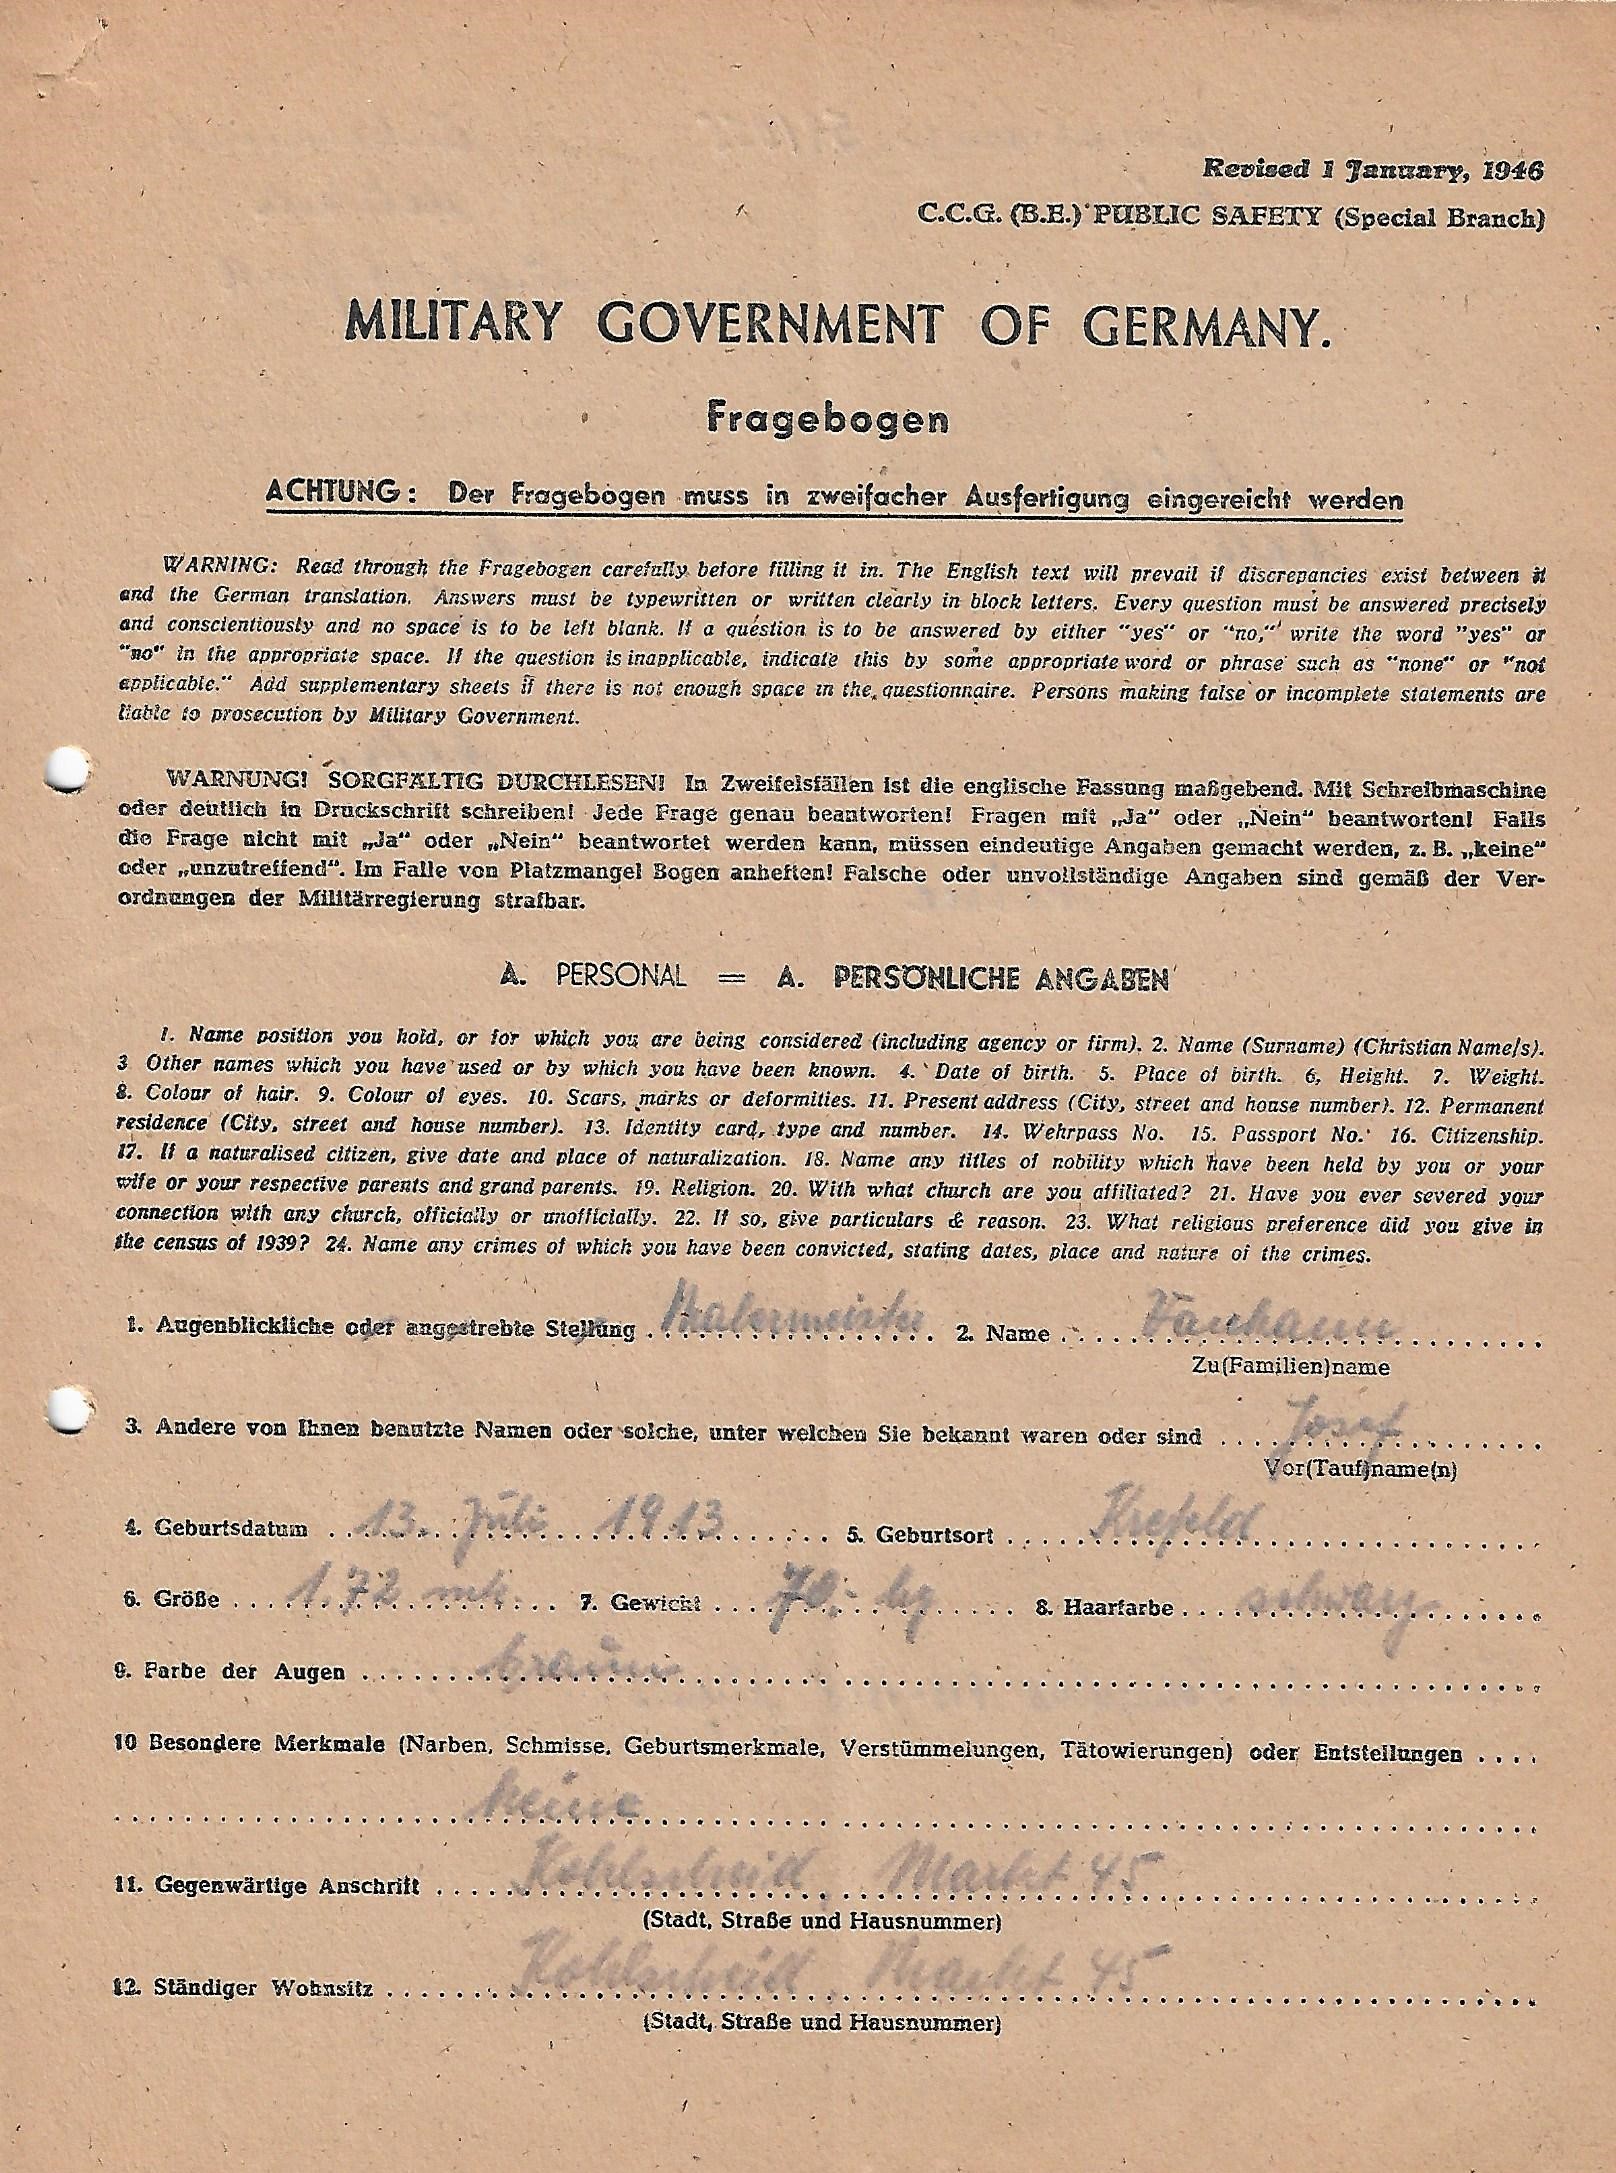 Revised 1 January, 1946
C.C.G. (B.E.) PUBLIC SAFETY (Special Branch)
MILITARY GOVERNMENT OF GERMANY.
Fragebogen
ACHTUNG: Der Fragebogen muss in zweifacher Ausfertigung eingereicht werden
WARNING: Read through the Fragebogen carefully before filling it in. The English text will prevail if discrepancies exist between it
and the German translation. Answers must be typewritten or written clearly in block letters. Every question must be answered precisely
and conscientiously and no space is to be left blank. If a question is to be answered by either "yes" or "no," write the word "yes" or
"no" in the appropriate space. If the question is inapplicable, indicate this by some appropriate word or phrase such as "none" or "not
applicable." Add supplementary sheets if there is not enough space in the questionnaire. Persons making false or incomplete statements are
liable to prosecution by Military Government.
WARNUNG! SORGFÄLTIG DURCHLESEN! In Zweifelsfällen ist die englische Fassung maßgebend. Mit Schreibmaschine
oder deutlich in Druckschrift schreiben! Jede Frage genau beantworten! Fragen mit „Ja“ oder „Nein“ beantworten! Falls
die Frage nicht mit „Ja“ oder „Nein“ beantwortet werden kann, müssen eindeutige Angaben gemacht werden, z. B. „keine“
oder „unzutreffend“. Im Falle von Platzmangel Bogen anheften! Falsche oder unvollständige Angaben sind gemäß der Ver-
ordnungen der Militärregierung strafbar.
A. PERSONAL = A. PERSÖNLICHE ANGABEN
1. Name position you hold, or for which you are being considered (including agency or firm). 2. Name (Surname) (Christian Name/s).
3 Other names which you have used or by which you have been known. 4. Date of birth. 5. Place of birth. 6, Height. 7. Weight.
8. Colour of hair. 9. Colour of eyes. 10. Scars, marks or deformities. 11. Present address (City, street and house number). 12. Permanent
residence (City, street and house number). 13. Identity card, type and number. 14. Wehrpass No. 15. Passport No. 16. Citizenship.
17. If a naturalised citizen, give date and place of naturalization. 18. Name any titles of nobility which have been held by you or your
wife or your respective parents and grand parents. 19. Religion. 20. With what church are you affiliated? 21. Have you ever severed your
connection with any church, officially or unofficially. 22. If so, give particulars & reason. 23. What religious preference did you give in
the census of 1939? 24. Name any crimes of which you have been convicted, stating dates, place and nature of the crimes.
1. Augenblickliche oder angestrebte Stellung Malermeister 2. Name
Zu(Familien)name
3. Andere von Ihnen benutzte Namen oder solche, unter welchen Sie bekannt waren oder sind Josef
Vor(Tauf)name(n)
4. Geburtsdatum 13. Juli 1913 5. Geburtsort Krefeld
6. Größe 1.72 mtr. 7. Gewicht 70.- kg 8. Haarfarbe schwarz
9. Farbe der Augen braun
10 Besondere Merkmale (Narben, Schmisse, Geburtsmerkmale, Verstümmelungen, Tätowierungen) oder Entstellungen
keine
11. Gegenwärtige Anschrift Kohlscheid, Markt 45
(Stadt, Straße und Hausnummer)
12. Ständiger Wohnsitz Kohlscheid, Markt 45
(Stadt, Straße und Hausnummer)